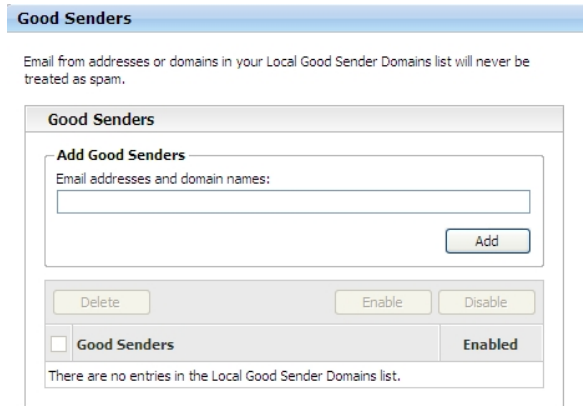 Good Senders
Email from addresses or domains in your Local Good Sender Domains list will never be
treated as spam.
Good Senders
Add Good Senders
Email addresses and domain names:
Add
Delete Enable Disable
Good Senders Enabled
There are no entries in the Local Good Sender Domains list.